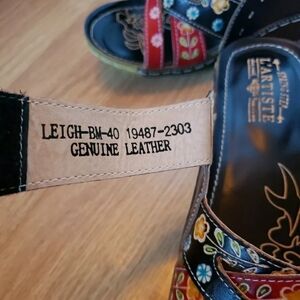 LEIGH-BM-40 19487-2303
GENUINE LEATHER
L'ARTISTE